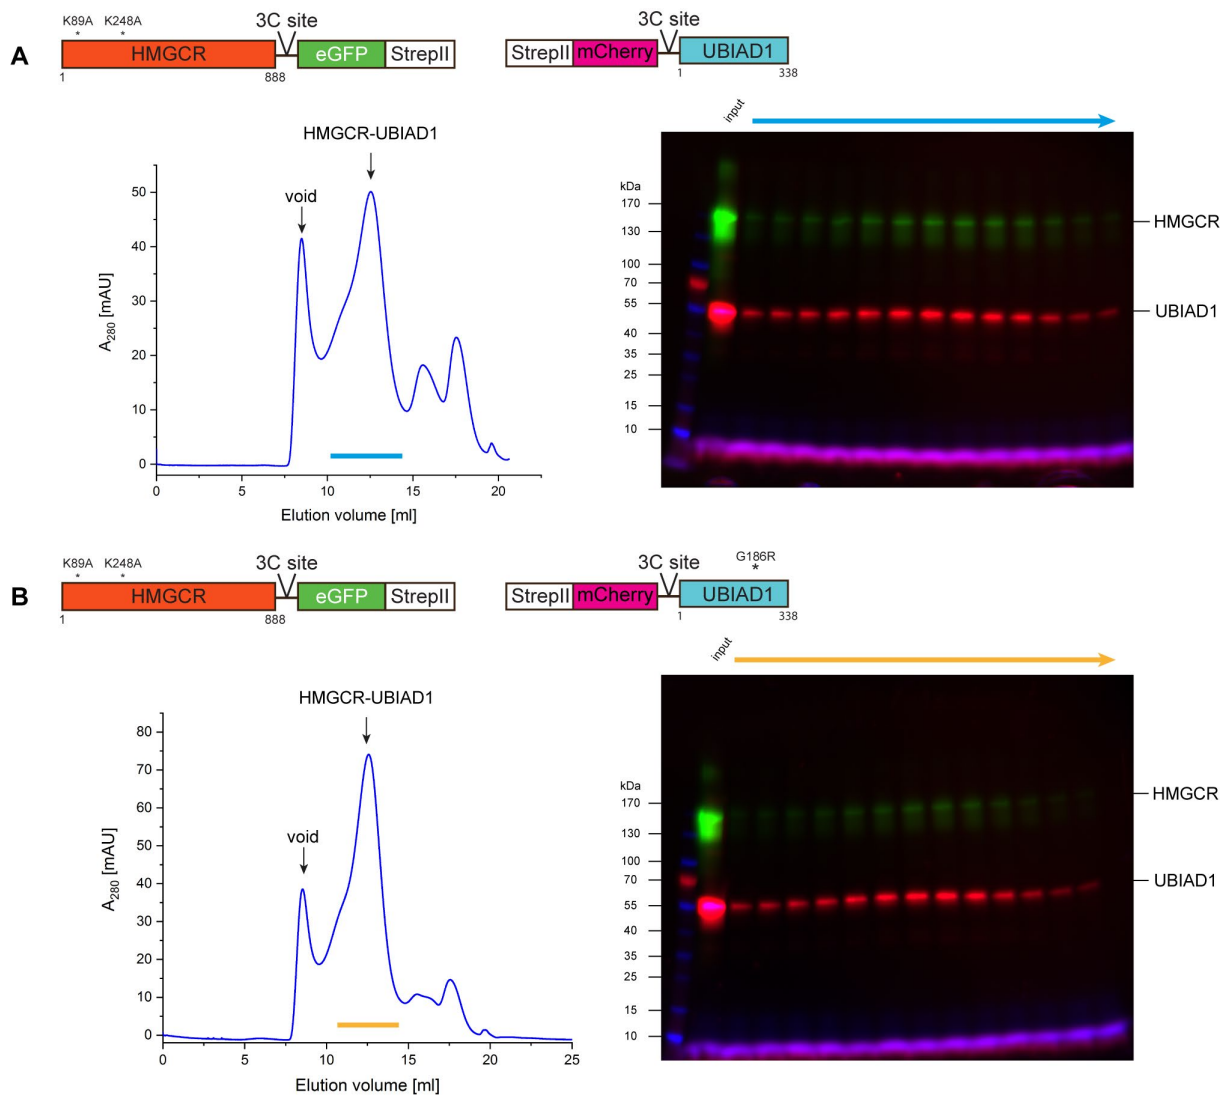 A
K89A K248A
* *
3C site
HMGCR eGFP StrepII
1 888
3C site
StrepII mCherry UBIAD1
1 338
HMGCR-UBIAD1
void
A280 [mAU]
50
40
30
20
10
0
0 5 10 15 20
Elution volume [ml]
input
kDa
170
130
100
70
55
40
35
25
15
10
HMGCR
UBIAD1
B
K89A K248A
* *
3C site
HMGCR eGFP StrepII
1 888
3C site
G186R
*
StrepII mCherry UBIAD1
1 338
HMGCR-UBIAD1
void
A280 [mAU]
80
70
60
50
40
30
20
10
0
0 5 10 15 20 25
Elution volume [ml]
input
kDa
170
130
100
70
55
40
35
25
15
10
HMGCR
UBIAD1